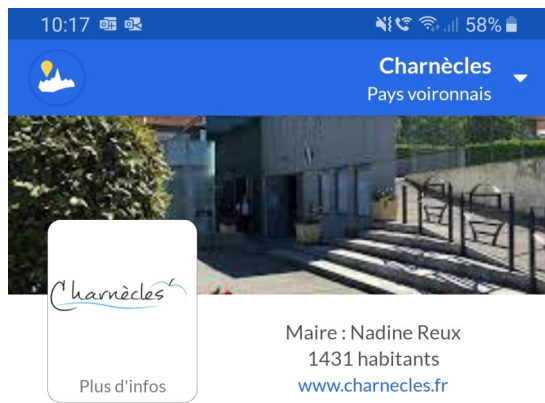 10:17 58%
Charnècles
Pays voironnais
Charnècles
Plus d'infos
Maire : Nadine Reux
1431 habitants
www.charnecles.fr